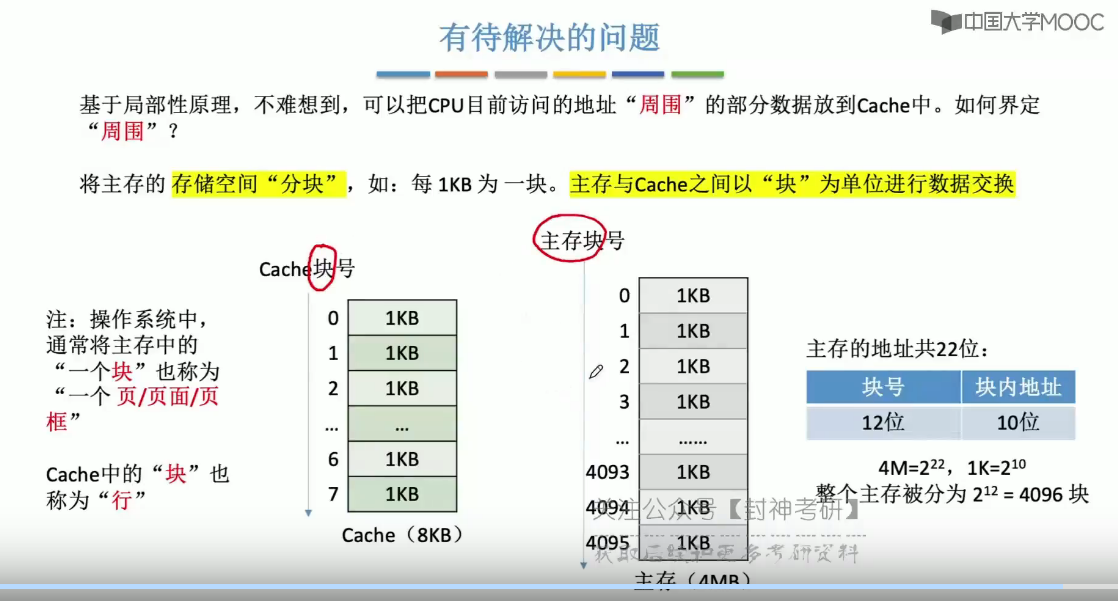 中国大学MOOC
有待解决的问题
基于局部性原理，不难想到，可以把CPU目前访问的地址“周围”的部分数据放到Cache中。如何界定
“周围”？
将主存的 存储空间“分块”，如：每 1KB 为 一块。主存与Cache之间以“块”为单位进行数据交换
注：操作系统中，
通常将主存中的
“一个块”也称为
“一个 页/页面/页
框”
Cache中的“块”也
称为“行”
Cache块号
0 1KB
1 1KB
2 1KB
... ...
6 1KB
7 1KB
Cache（8KB）
主存块号
0 1KB
1 1KB
2 1KB
3 1KB
... ......
4093 1KB
4094 1KB
4095 1KB
主存（4MB）
主存的地址共22位：
块号 块内地址
12位 10位
4M=2²²，1K=2¹⁰
整个主存被分为 2¹² = 4096 块
关注公众号【封神考研】
获取后续和更多考研资料